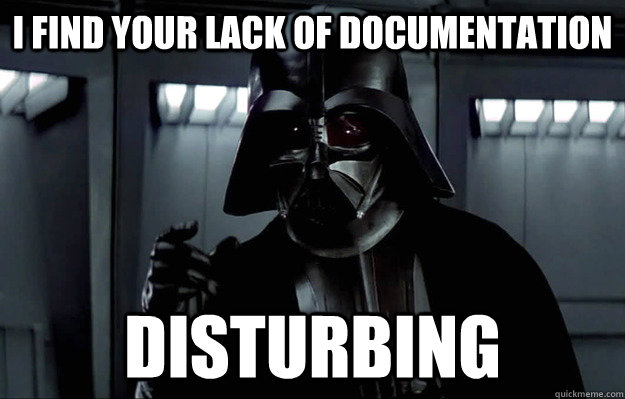 I FIND YOUR LACK OF DOCUMENTATION
DISTURBING
quickmeme.com